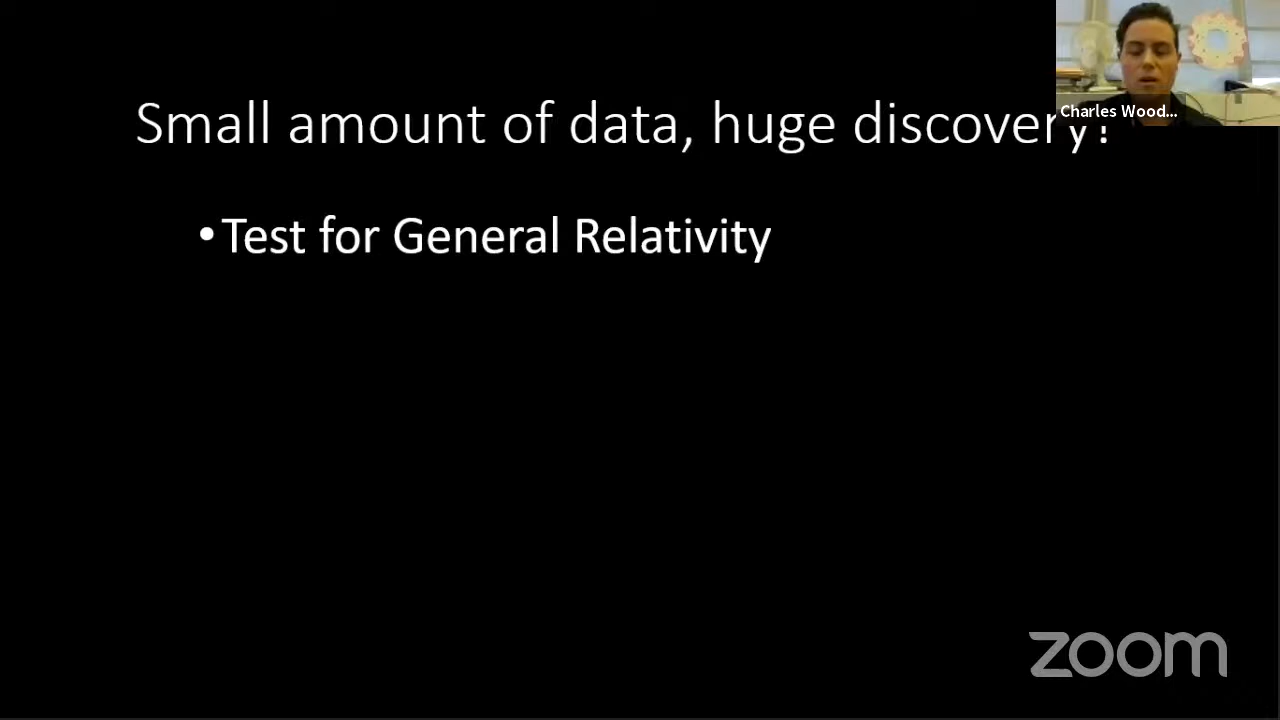 Small amount of data, huge discovery!
Charles Wood...
•Test for General Relativity
zoom